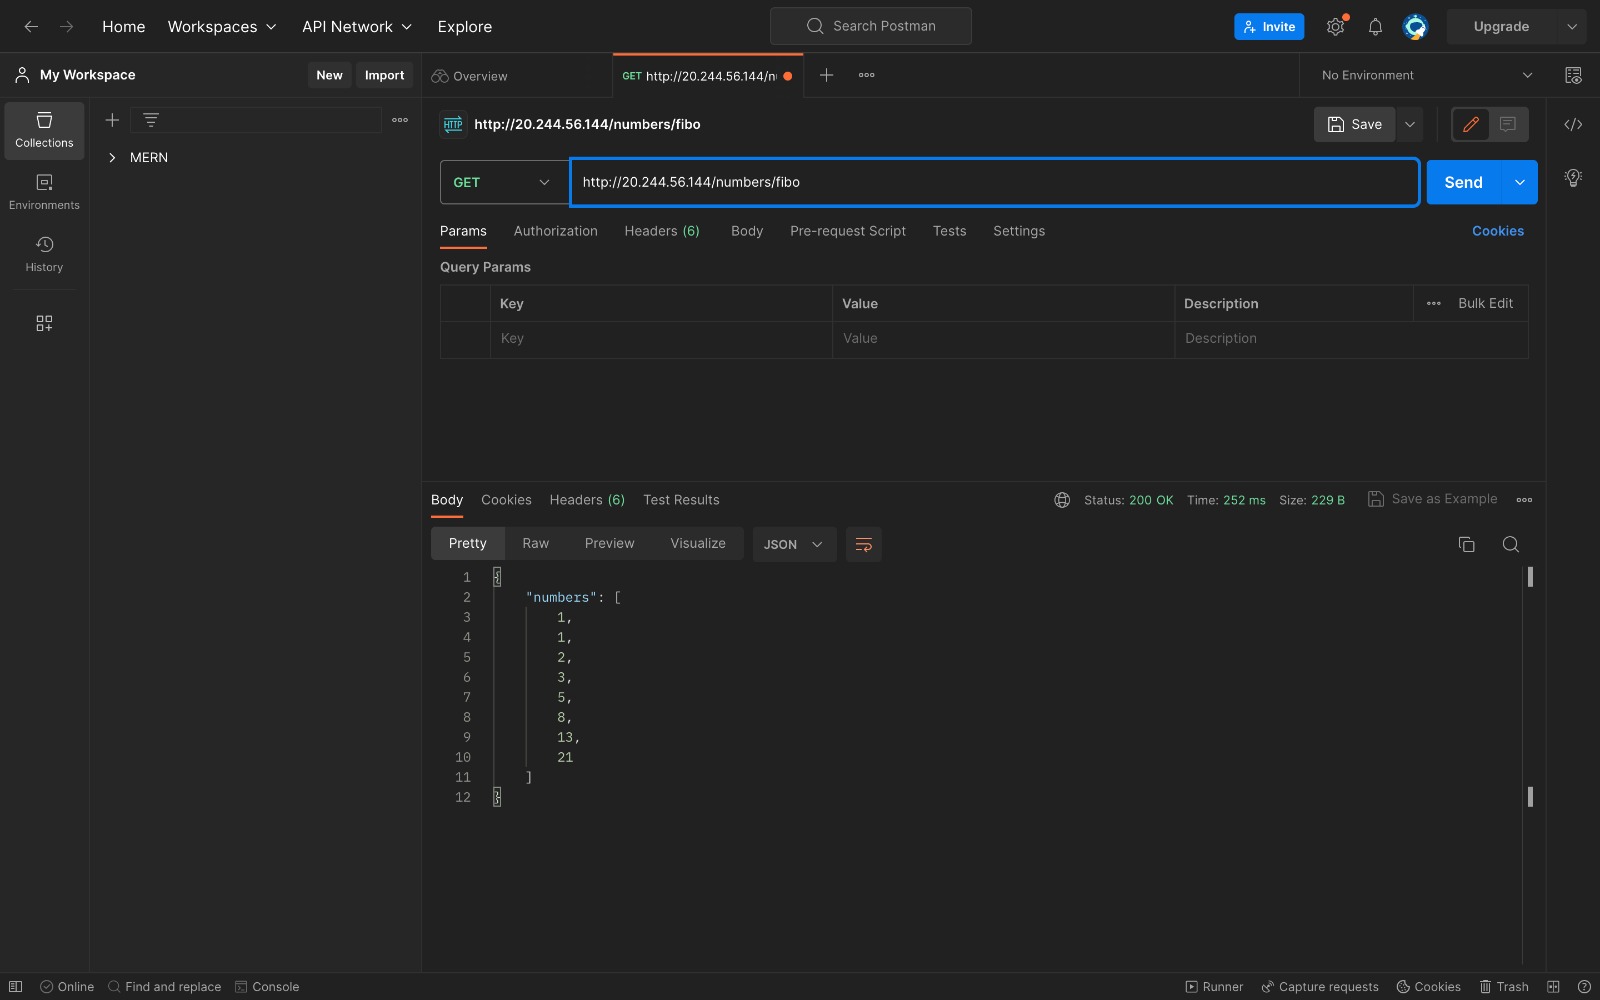 Home
Workspaces
API Network
Explore
Search Postman
Invite
Upgrade
My Workspace
New
Import
Overview
GET http://20.244.56.144/n
No Environment
Collections
MERN
HTTP http://20.244.56.144/numbers/fibo
Save
GET
http://20.244.56.144/numbers/fibo
Send
Environments
History
Params
Authorization
Headers (6)
Body
Pre-request Script
Tests
Settings
Cookies
Query Params
Key
Value
Description
Bulk Edit
Key
Value
Description
Body
Cookies
Headers (6)
Test Results
Status: 200 OK
Time: 252 ms
Size: 229 B
Save as Example
Pretty
Raw
Preview
Visualize
JSON
1 {
2 "numbers": [
3 1,
4 1,
5 2,
6 3,
7 5,
8 8,
9 13,
10 21
11 ]
12 }
Online
Find and replace
Console
Runner
Capture requests
Cookies
Trash